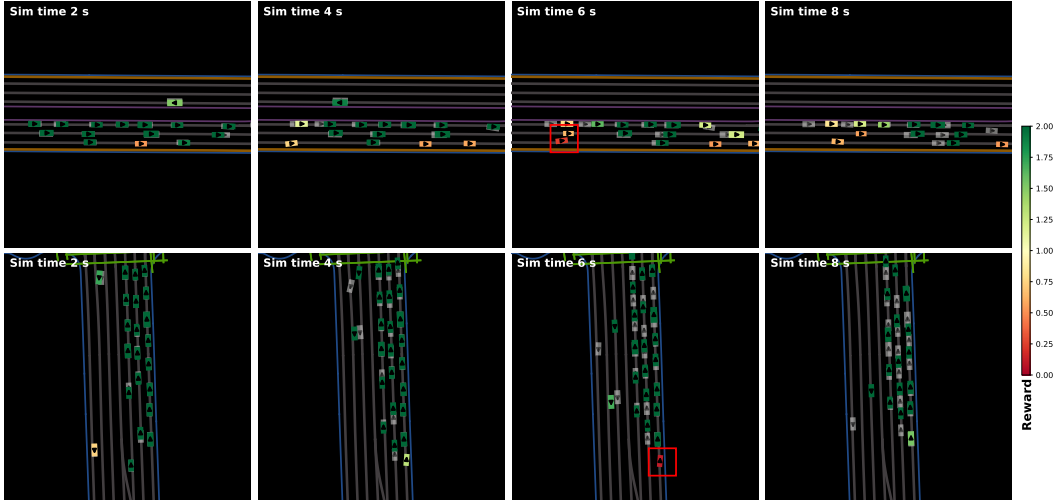 Sim time 2 s
Sim time 4 s
Sim time 6 s
Sim time 8 s
Sim time 2 s
Sim time 4 s
Sim time 6 s
Sim time 8 s
2.00
1.75
1.50
1.25
1.00
0.75
0.50
0.25
0.00
Reward